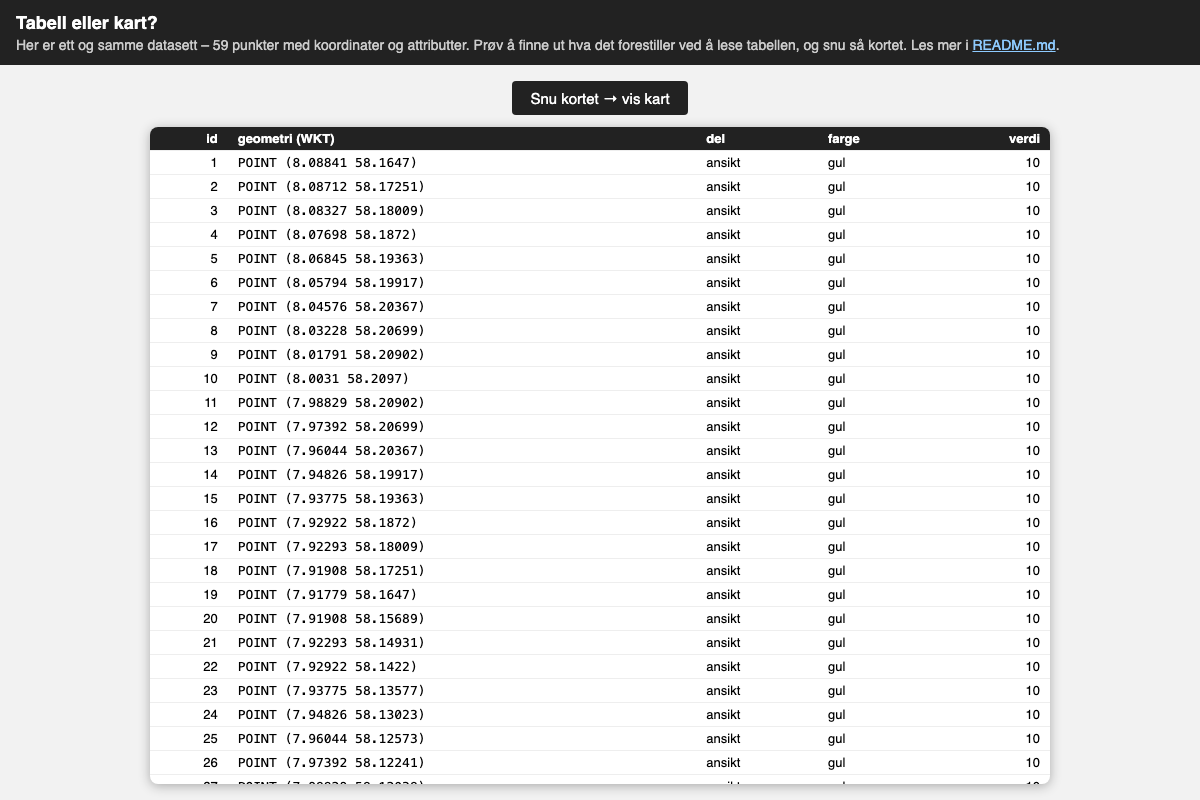 Tabell eller kart?
Her er ett og samme datasett – 59 punkter med koordinater og attributter. Prøv å finne ut hva det forestiller ved å lese tabellen, og snu så kortet. Les mer i README.md.
Snu kortet → vis kart
id geometri (WKT) del farge verdi
1 POINT (8.08841 58.1647) ansikt gul 10
2 POINT (8.08712 58.17251) ansikt gul 10
3 POINT (8.08327 58.18009) ansikt gul 10
4 POINT (8.07698 58.1872) ansikt gul 10
5 POINT (8.06845 58.19363) ansikt gul 10
6 POINT (8.05794 58.19917) ansikt gul 10
7 POINT (8.04576 58.20367) ansikt gul 10
8 POINT (8.03228 58.20699) ansikt gul 10
9 POINT (8.01791 58.20902) ansikt gul 10
10 POINT (8.0031 58.2097) ansikt gul 10
11 POINT (7.98829 58.20902) ansikt gul 10
12 POINT (7.97392 58.20699) ansikt gul 10
13 POINT (7.96044 58.20367) ansikt gul 10
14 POINT (7.94826 58.19917) ansikt gul 10
15 POINT (7.93775 58.19363) ansikt gul 10
16 POINT (7.92922 58.1872) ansikt gul 10
17 POINT (7.92293 58.18009) ansikt gul 10
18 POINT (7.91908 58.17251) ansikt gul 10
19 POINT (7.91779 58.1647) ansikt gul 10
20 POINT (7.91908 58.15689) ansikt gul 10
21 POINT (7.92293 58.14931) ansikt gul 10
22 POINT (7.92922 58.1422) ansikt gul 10
23 POINT (7.93775 58.13577) ansikt gul 10
24 POINT (7.94826 58.13023) ansikt gul 10
25 POINT (7.96044 58.12573) ansikt gul 10
26 POINT (7.97392 58.12241) ansikt gul 10